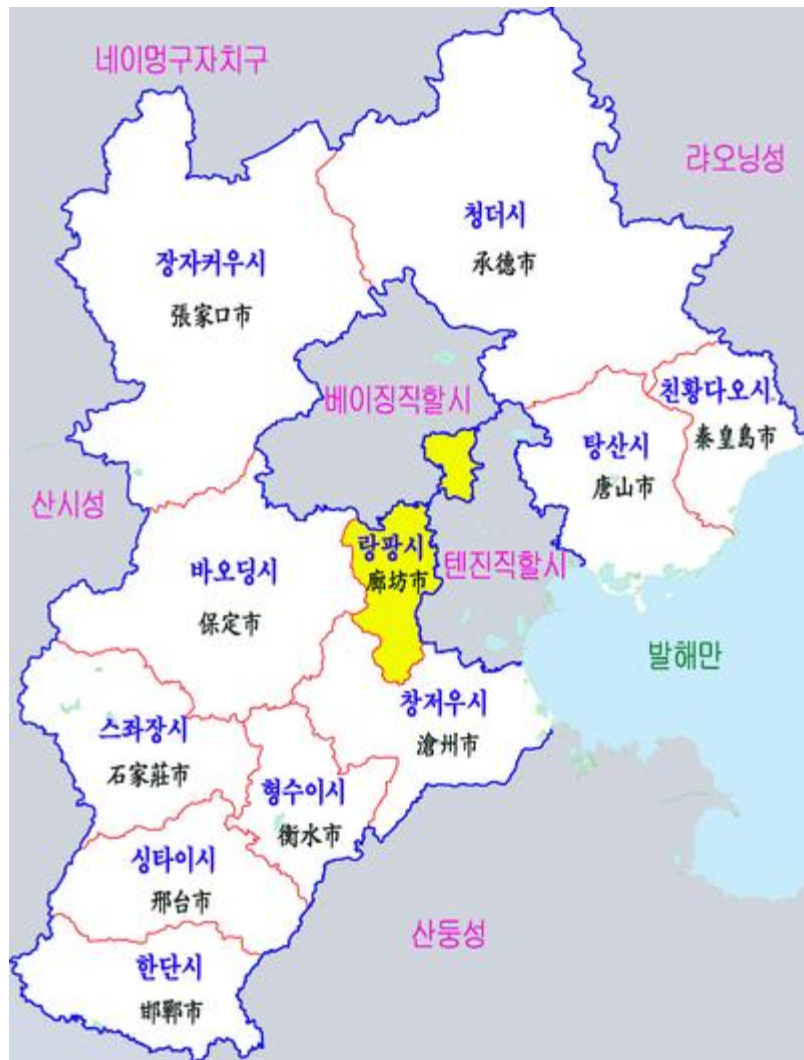 네이멍구자치구
랴오닝성
청더시
承德市
장자커우시
張家口市
베이징직할시
친황다오시
秦皇島市
탕산시
唐山市
산시성
랑팡시
廊坊市
텐진직할시
바오딩시
保定市
발해만
창저우시
滄州市
스좌장시
石家莊市
헝수이시
衡水市
싱타이시
邢台市
산둥성
한단시
邯鄲市